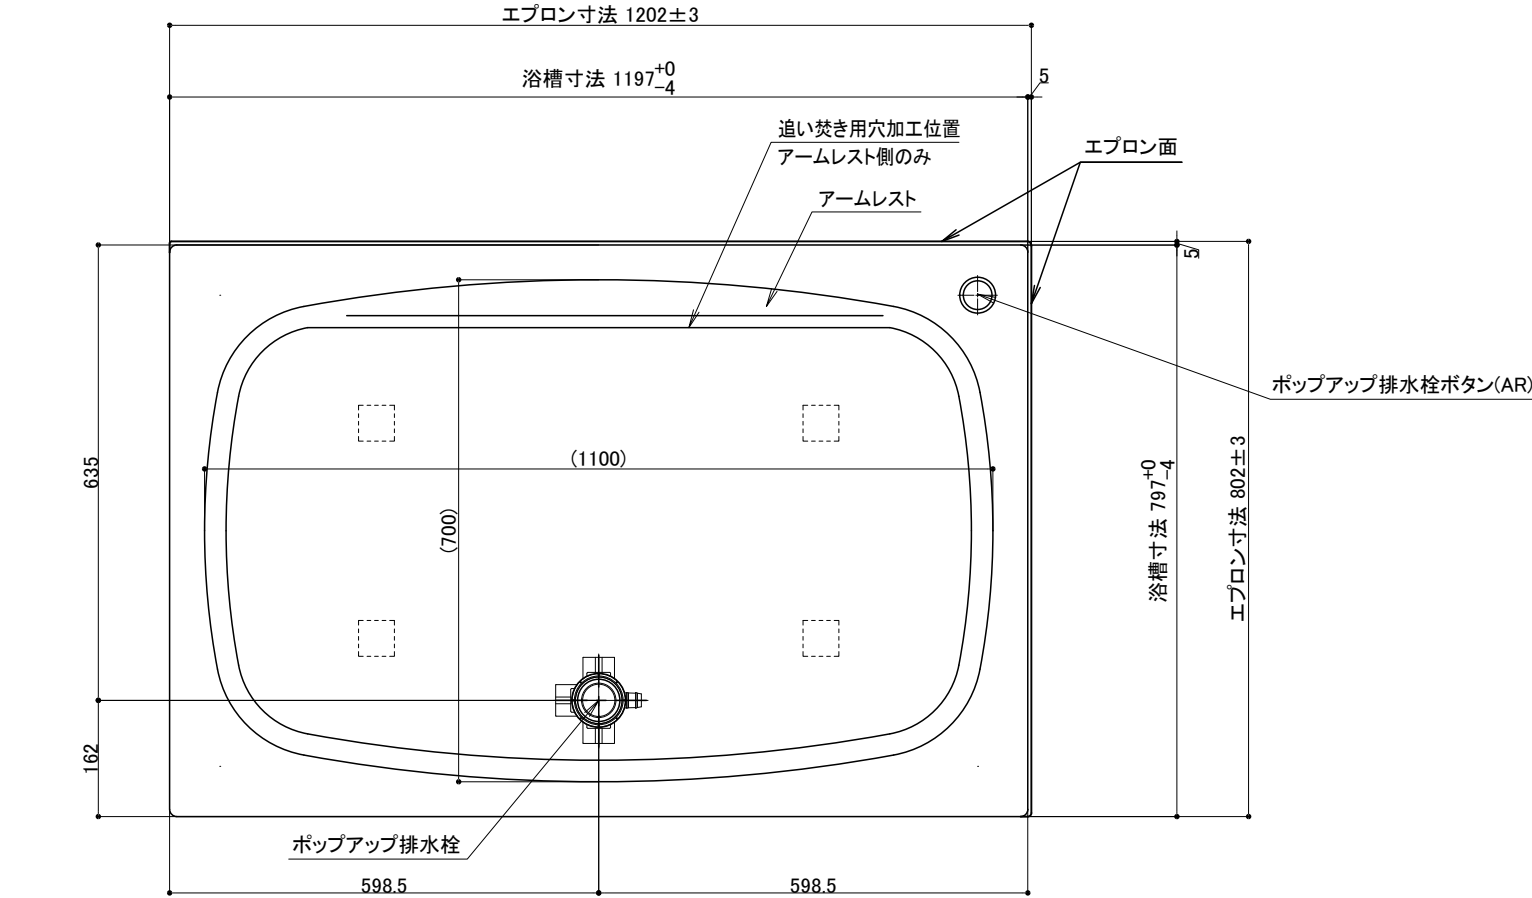 エプロン寸法 1202±3
浴槽寸法 1197 +0 -4
5
追い焚き用穴加工位置
アームレスト側のみ
エプロン面
アームレスト
5
ポップアップ排水栓ボタン(AR)
635
(1100)
(700)
浴槽寸法 797 +0 -4
エプロン寸法 802±3
162
ポップアップ排水栓
598.5
598.5